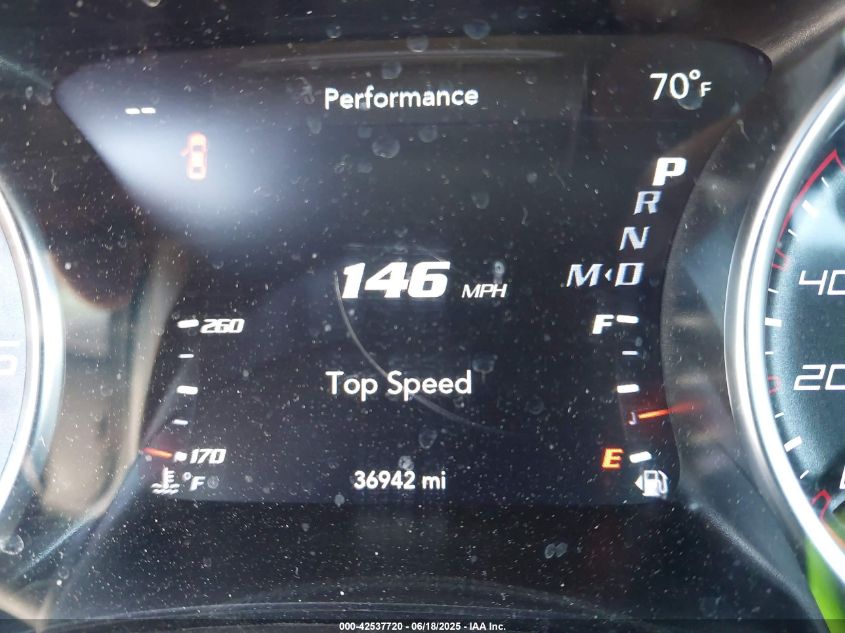 Performance
70°F
--
P
R
N
M◂D
146 MPH
260
F
Top Speed
170
E
°F
36942 mi
40
20
000-42537720 - 06/18/2025 - IAA Inc.